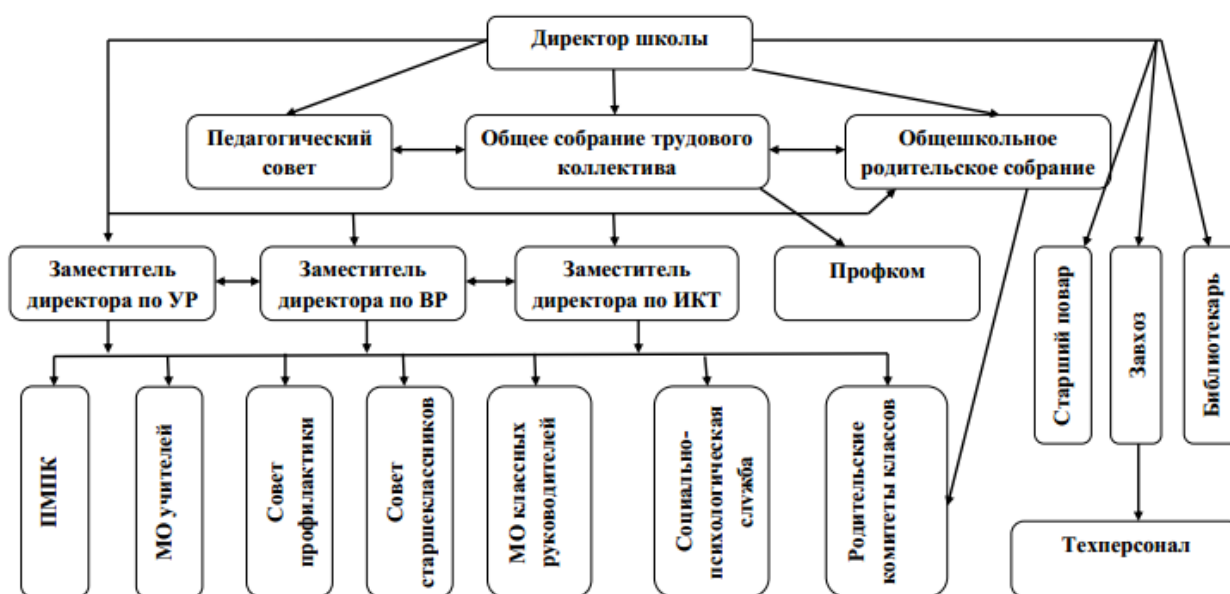 Директор школы
Педагогический
совет
Общее собрание трудового
коллектива
Общешкольное
родительское собрание
Заместитель
директора по УР
Заместитель
директора по ВР
Заместитель
директора по ИКТ
Профком
Старший повар
Завхоз
Библиотекарь
ПМПК
МО учителей
Совет
профилактики
Совет
старшеклассников
МО классных
руководителей
Социально-
психологическая
служба
Родительские
комитеты классов
Техперсонал